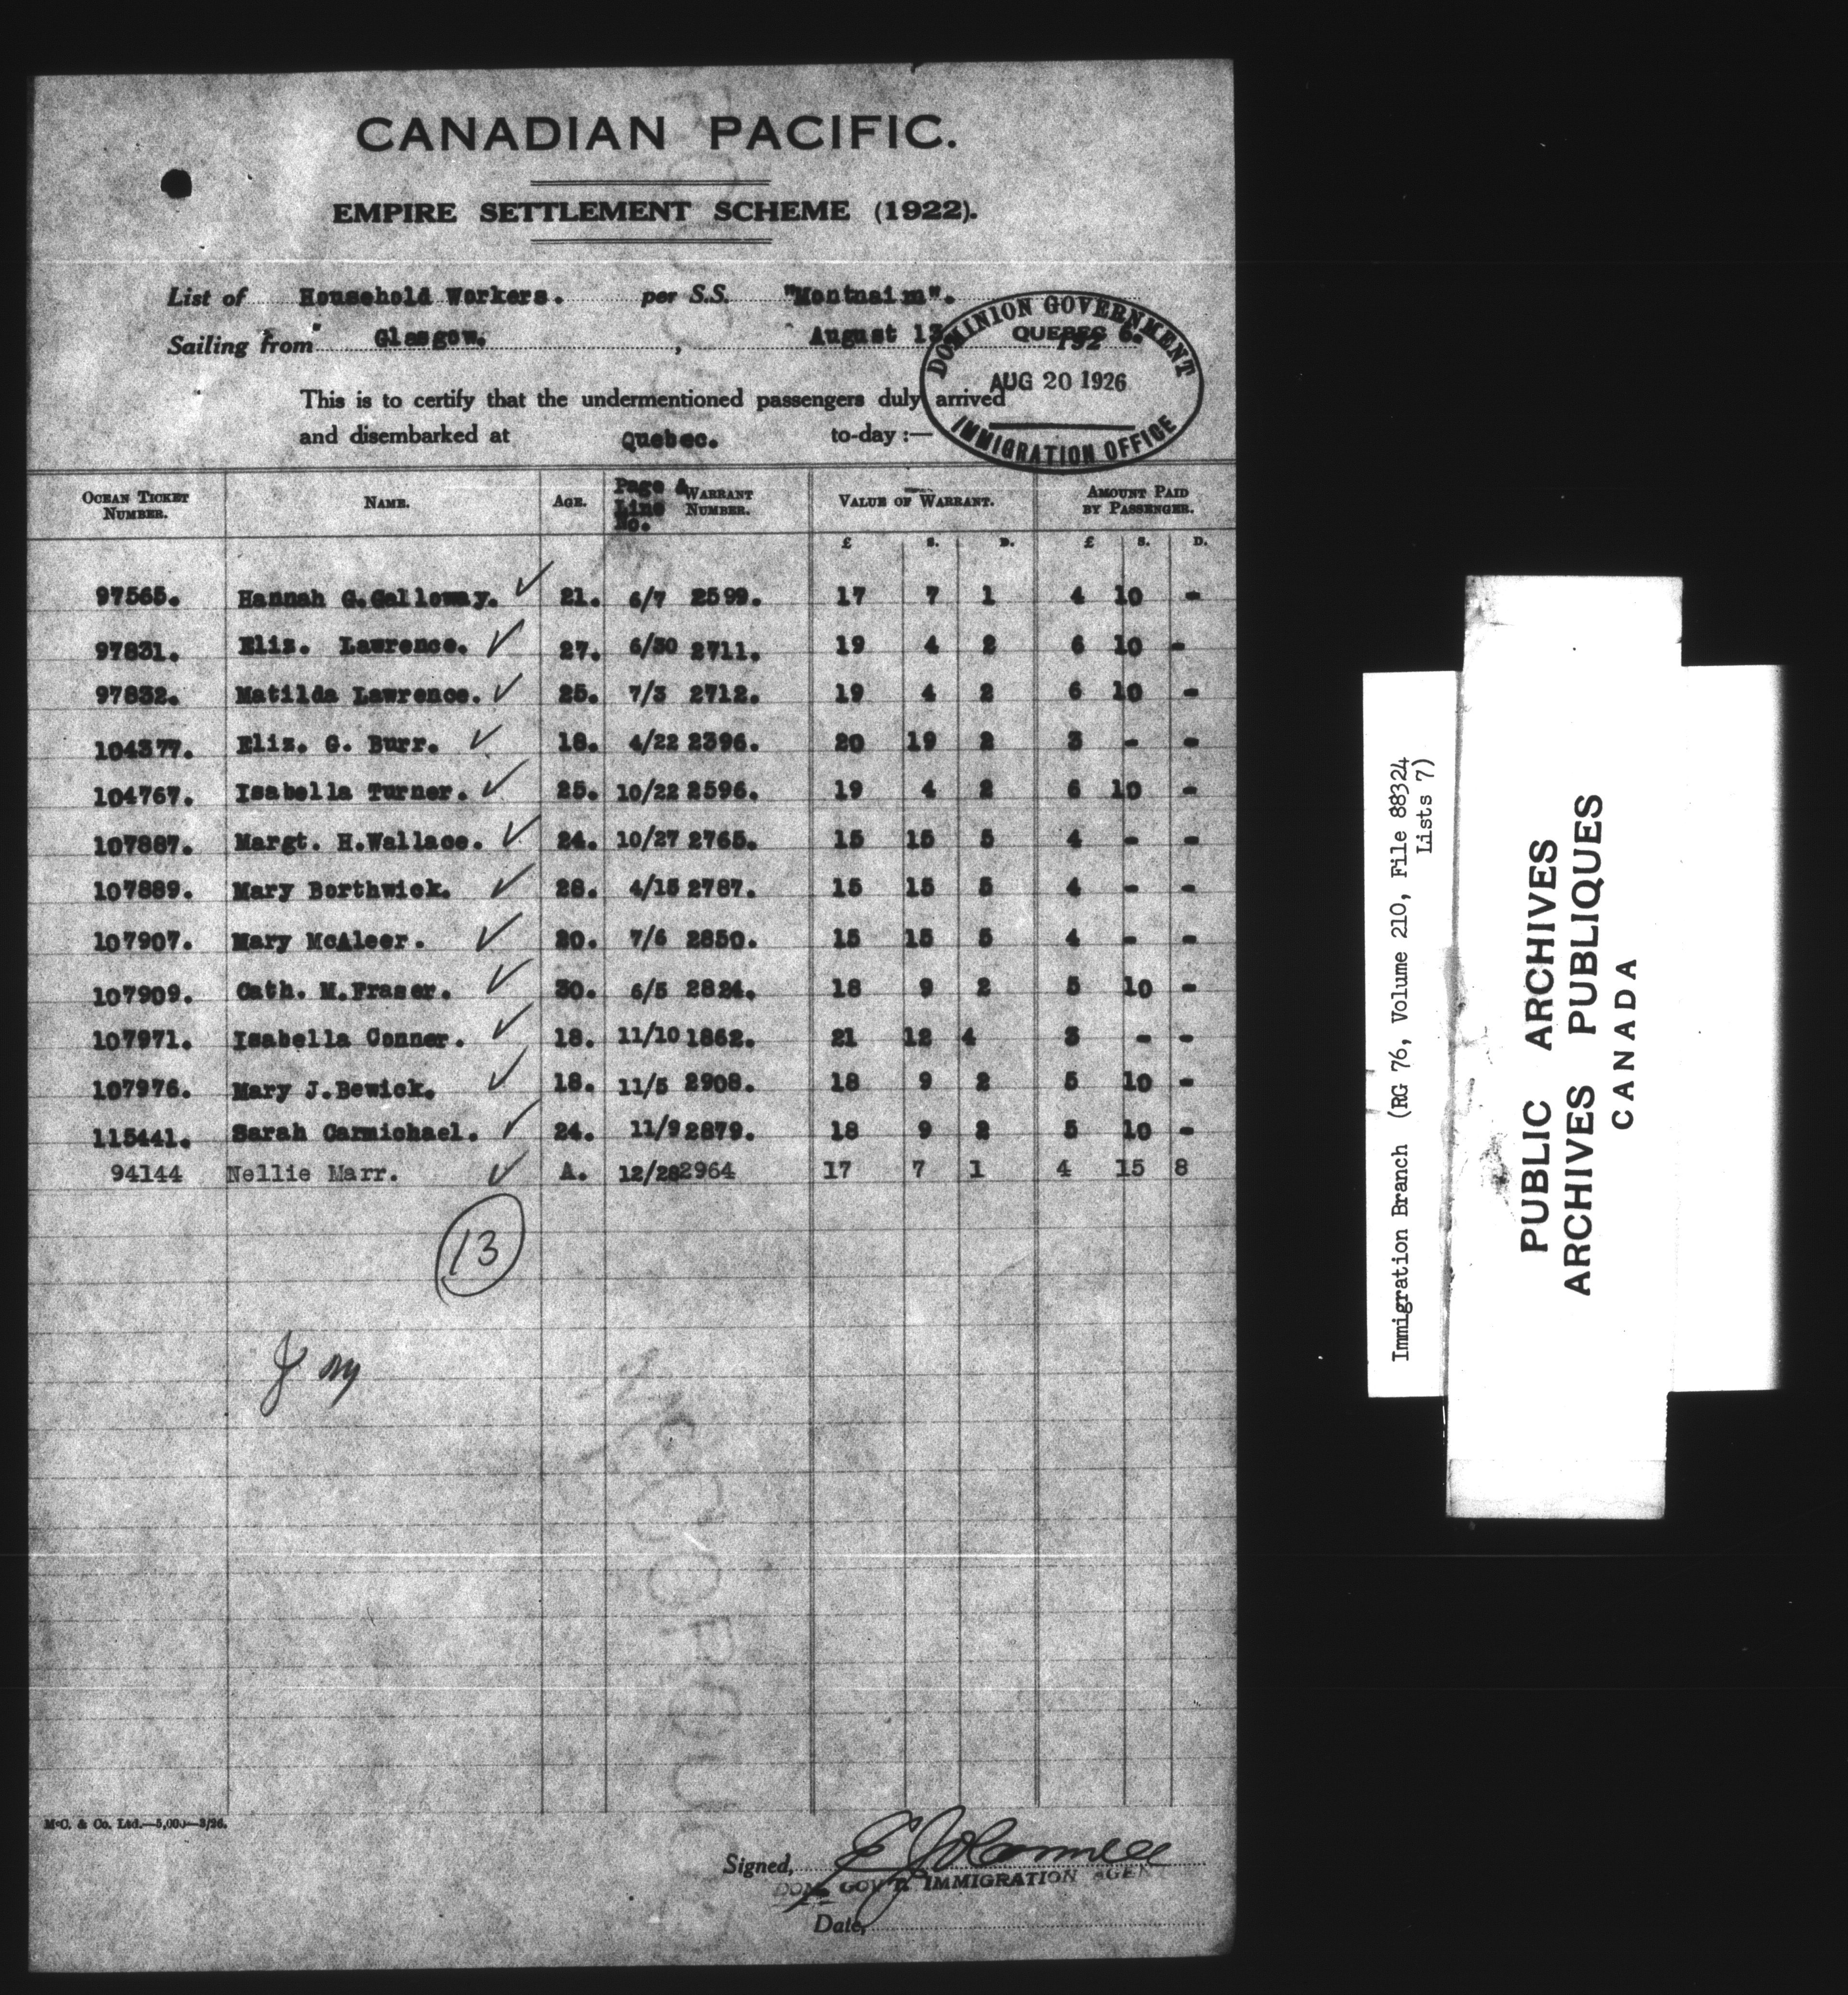 CANADIAN PACIFIC.
EMPIRE SETTLEMENT SCHEME (1922).
List of Household Workers. per S.S. "Montnairn".
Sailing from Glasgow, August 13, 192 6.
DOMINION GOVERNMENT
QUEBEC
AUG 20 1926
IMMIGRATION OFFICE
This is to certify that the undermentioned passengers duly arrived
and disembarked at Quebec. to-day :—
OCEAN TICKET NUMBER. NAME. AGE. Page & Line No. WARRANT NUMBER. VALUE OF WARRANT. AMOUNT PAID BY PASSENGER.
£ S. D. £ S. D.
97565. Hannah G.Galloway. 21. 6/7 2599. 17 7 1 4 10 -
97831. Eliz. Lawrence. 27. 6/30 2711. 19 4 2 6 10 -
97832. Matilda Lawrence. 25. 7/3 2712. 19 4 2 6 10 -
104377. Eliz. G. Burr. 18. 4/22 2396. 20 19 2 3 - -
104767. Isabella Turner. 25. 10/22 2596. 19 4 2 6 10 -
107887. Margt. H.Wallace. 24. 10/27 2765. 15 15 5 4 - -
107889. Mary Borthwick. 28. 4/15 2787. 15 15 5 4 - -
107907. Mary McAleer. 20. 7/6 2850. 15 15 5 4 - -
107909. Cath. M.Fraser. 30. 6/5 2824. 18 9 2 5 10 -
107971. Isabella Conner. 18. 11/10 1862. 21 12 4 3 - -
107976. Mary J.Bewick. 18. 11/5 2908. 18 9 2 5 10 -
115441. Sarah Carmichael. 24. 11/9 2879. 18 9 2 5 10 -
94144 Nellie Marr. A. 12/28 2964 17 7 1 4 15 8
13
McC. & Co. Ltd.—5,000—3/26.
Signed,
DOM. GOV'T. IMMIGRATION AGENT
Date,
Immigration Branch (RG 76, Volume 210, File 88324
Lists 7)
PUBLIC ARCHIVES
ARCHIVES PUBLIQUES
CANADA